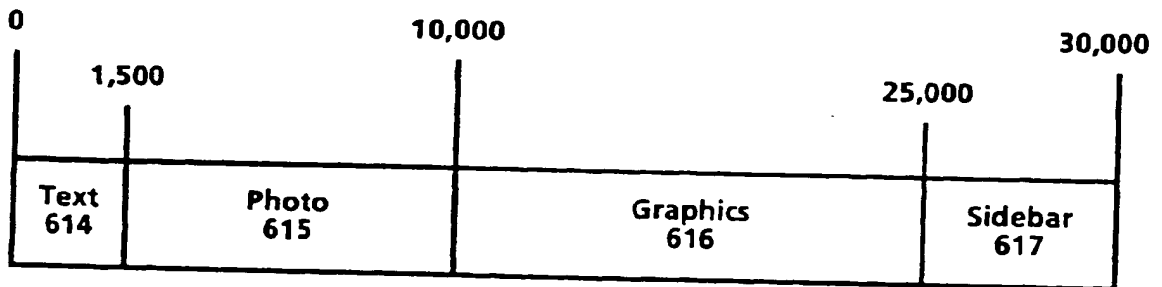 0
1,500
10,000
25,000
30,000
Text
614
Photo
615
Graphics
616
Sidebar
617